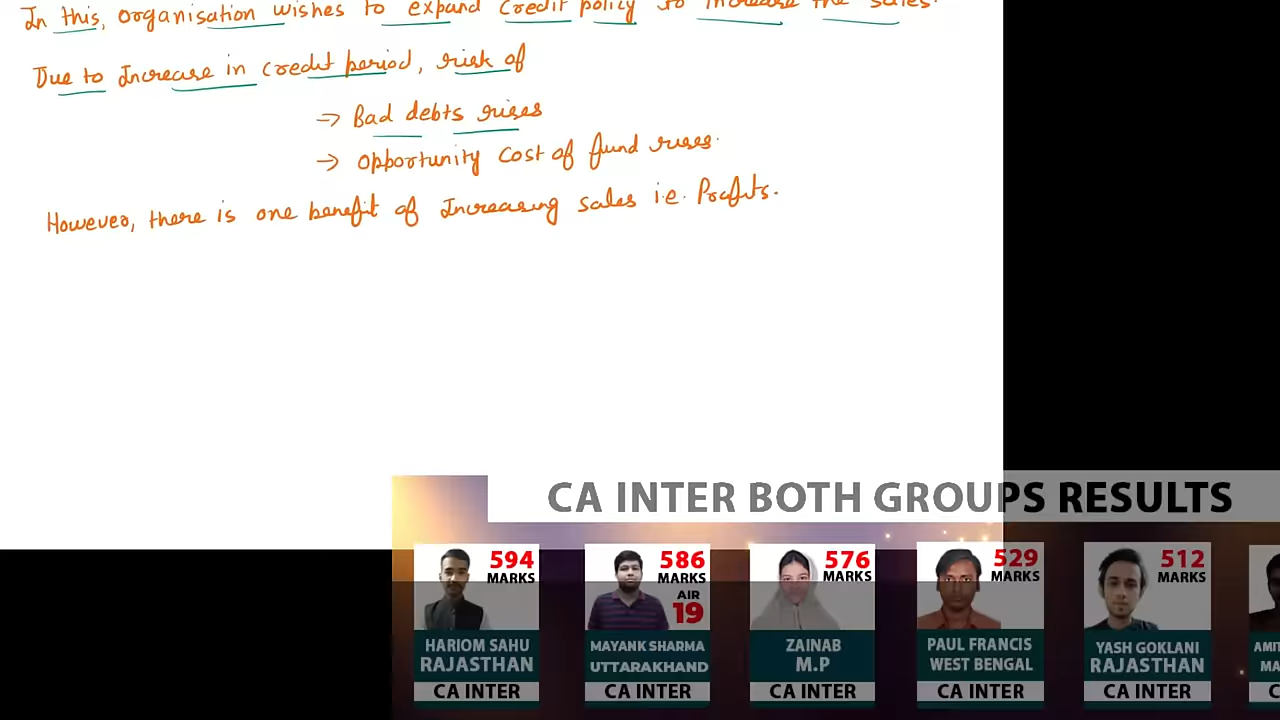 In this, organisation wishes to expand credit policy to increase the sales.
Due to Increase in credit period, risk of
→ Bad debts rises
→ opportunity cost of fund rises.
However, there is one benefit of Increasing sales i.e. Profits.
CA INTER BOTH GROUPS RESULTS
594 MARKS
HARIOM SAHU
RAJASTHAN
CA INTER
586 MARKS
AIR 19
MAYANK SHARMA
UTTARAKHAND
CA INTER
576 MARKS
ZAINAB
M.P
CA INTER
529 MARKS
PAUL FRANCIS
WEST BENGAL
CA INTER
512 MARKS
YASH GOKLANI
RAJASTHAN
CA INTER
AMIT
MA
C